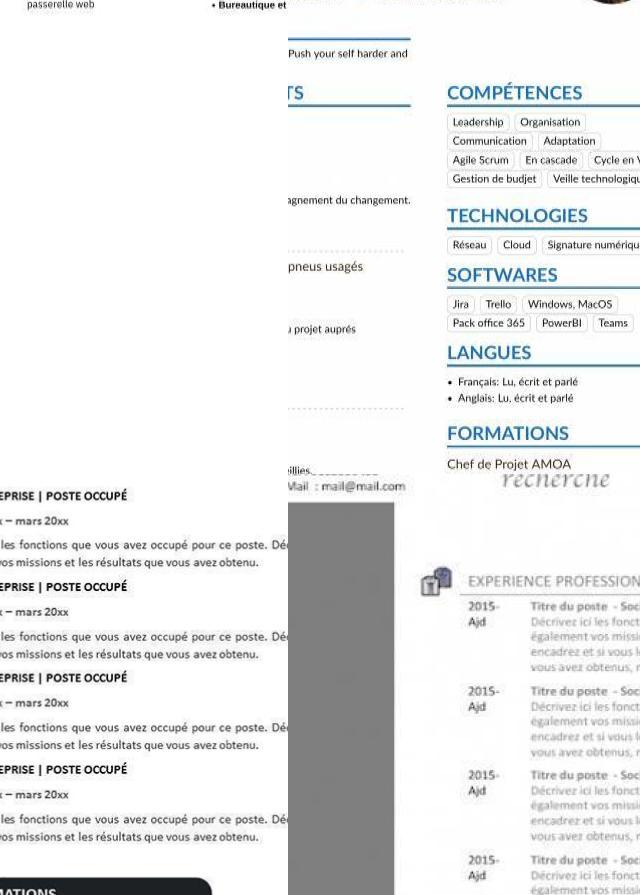 passerelle web
• Bureautique et
Push your self harder and
TS
agnement du changement.
pneus usagés
u projet auprés
illies.
COMPÉTENCES
Leadership Organisation
Communication Adaptation
Agile Scrum En cascade Cycle en V
Gestion de budjet Veille technologiqu
TECHNOLOGIES
Réseau Cloud Signature numériqu
SOFTWARES
Jira Trello Windows, MacOS
Pack office 365 PowerBI Teams
LANGUES
• Français: Lu, écrit et parlé
• Anglais: Lu, écrit et parlé
FORMATIONS
Chef de Projet AMOA
EPRISE | POSTE OCCUPÉ
x – mars 20xx
les fonctions que vous avez occupé pour ce poste. Déc
vos missions et les résultats que vous avez obtenu.
EPRISE | POSTE OCCUPÉ
x – mars 20xx
les fonctions que vous avez occupé pour ce poste. Déc
vos missions et les résultats que vous avez obtenu.
EPRISE | POSTE OCCUPÉ
x – mars 20xx
les fonctions que vous avez occupé pour ce poste. Déc
vos missions et les résultats que vous avez obtenu.
EPRISE | POSTE OCCUPÉ
x – mars 20xx
les fonctions que vous avez occupé pour ce poste. Déc
vos missions et les résultats que vous avez obtenu.
MATIONS
Mail : mail@mail.com
recherche
EXPERIENCE PROFESSION
2015- Titre du poste - Soc
Ajd Décrivez ici les fonct
également vos missi
encadrez et si vous l
vous avez obtenus, r
2015- Titre du poste - Soc
Ajd Décrivez ici les fonct
également vos missi
encadrez et si vous l
vous avez obtenus, r
2015- Titre du poste - Soc
Ajd Décrivez ici les fonct
également vos missi
encadrez et si vous l
vous avez obtenus, r
2015- Titre du poste - Soc
Ajd Décrivez ici les fonct
également vos missi
encadrez et si vous l